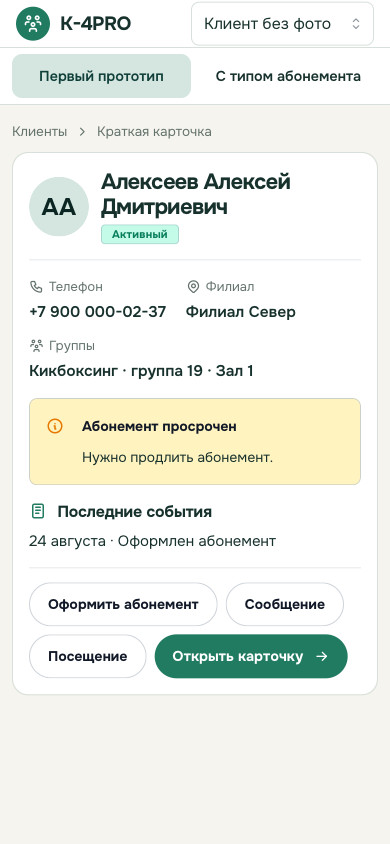 K-4PRO
Клиент без фото
Первый прототип
С типом абонемента
Клиенты
Краткая карточка
АА
Алексеев Алексей
Дмитриевич
Активный
Телефон
Филиал
+7 900 000-02-37
Филиал Север
Группы
Кикбоксинг · группа 19 · Зал 1
Абонемент просрочен
Нужно продлить абонемент.
Последние события
24 августа · Оформлен абонемент
Оформить абонемент
Сообщение
Посещение
Открыть карточку